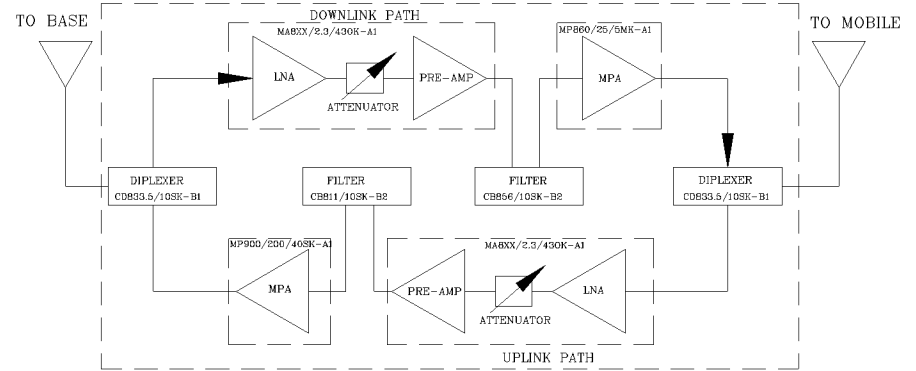 DOWNLINK PATH
TO BASE
TO MOBILE
MA8XX/2.3/430K-A1
MP860/25/5MK-A1
LNA
PRE-AMP
MPA
ATTENUATOR
DIPLEXER
CD833.5/10SK-B1
FILTER
CB811/10SK-B2
FILTER
CB856/10SK-B2
DIPLEXER
CD833.5/10SK-B1
MP900/200/40SK-A1
MA8XX/2.3/430K-A1
MPA
PRE-AMP
LNA
ATTENUATOR
UPLINK PATH